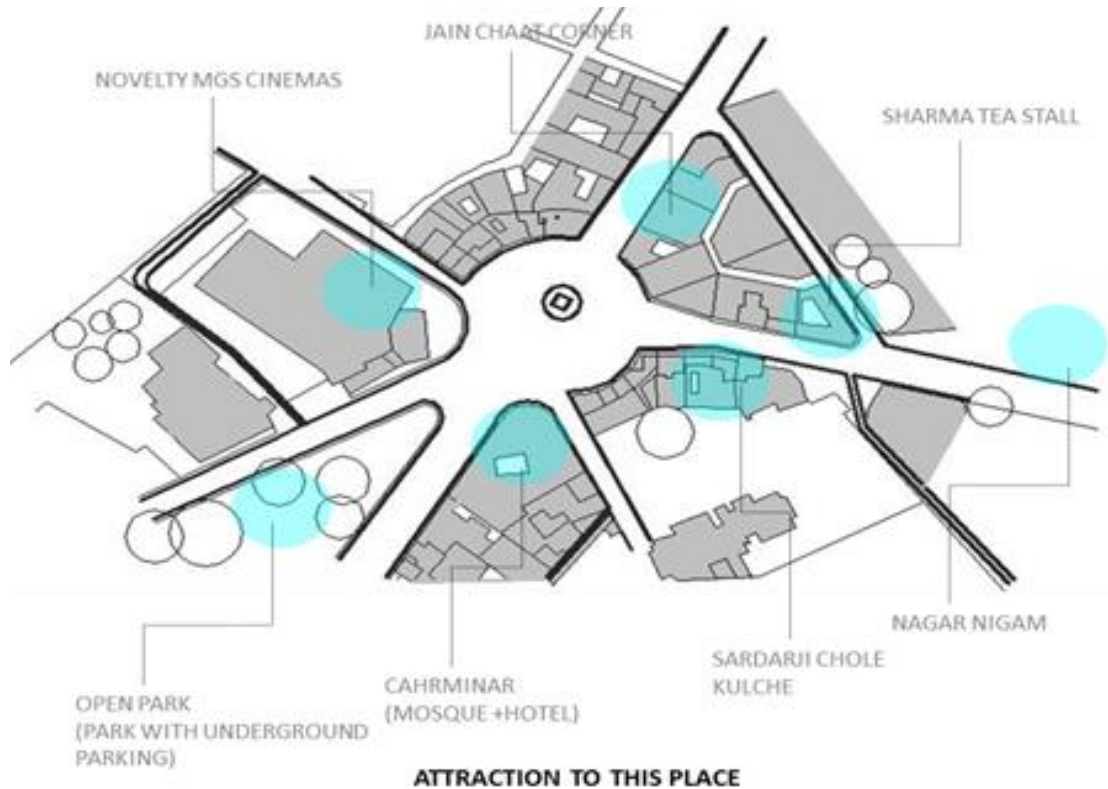 JAIN CHAAT CORNER
NOVELTY MGS CINEMAS
SHARMA TEA STALL
NAGAR NIGAM
SARDARJI CHOLE
KULCHE
CAHRMINAR
(MOSQUE +HOTEL)
OPEN PARK
(PARK WITH UNDERGROUND
PARKING)
ATTRACTION TO THIS PLACE